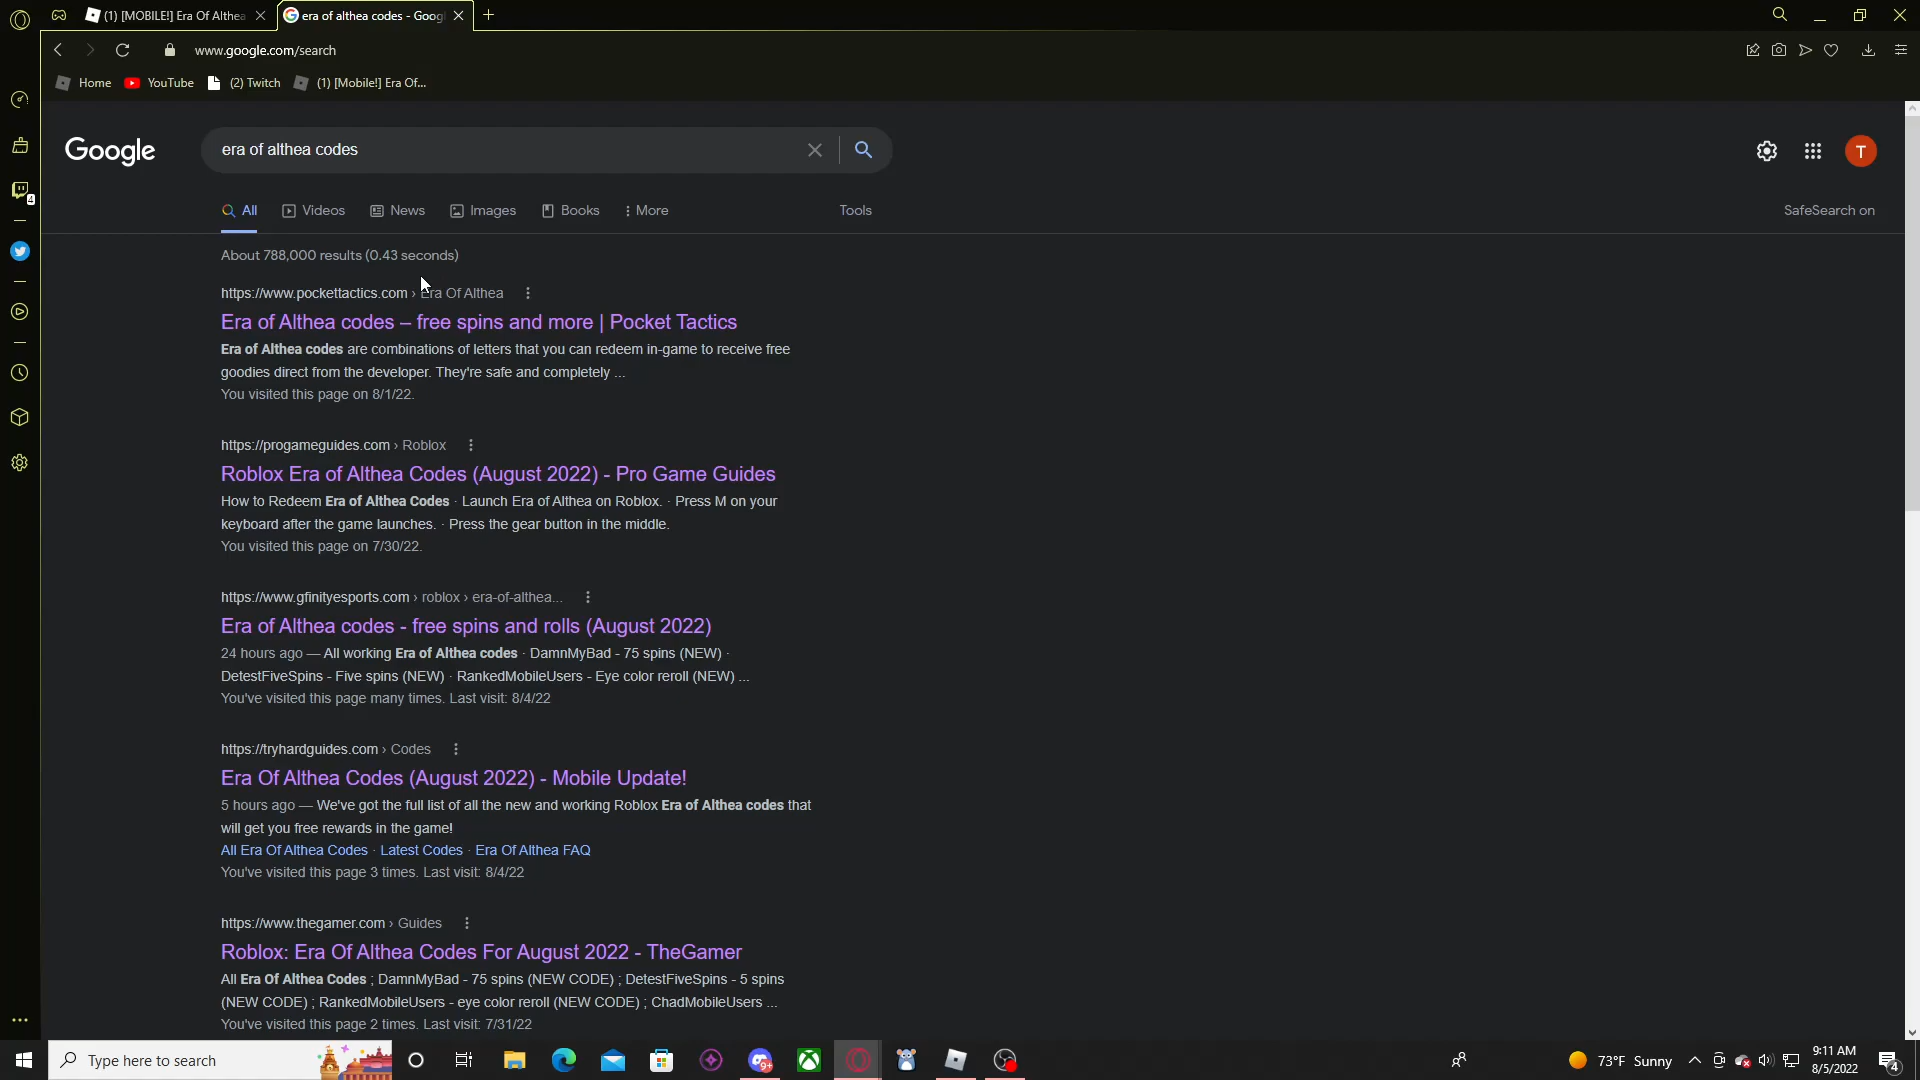 (1) [MOBILE!] Era Of Althea
era of althea codes - Goog
www.google.com/search
Home
YouTube
(2) Twitch
(1) [Mobile!] Era Of...
4
Google
era of althea codes
T
All
Videos
News
Images
Books
More
Tools
SafeSearch on
About 788,000 results (0.43 seconds)
https://www.pockettactics.com › Era Of Althea
Era of Althea codes – free spins and more | Pocket Tactics
Era of Althea codes are combinations of letters that you can redeem in-game to receive free
goodies direct from the developer. They're safe and completely ...
You visited this page on 8/1/22.
https://progameguides.com › Roblox
Roblox Era of Althea Codes (August 2022) - Pro Game Guides
How to Redeem Era of Althea Codes · Launch Era of Althea on Roblox. · Press M on your
keyboard after the game launches. · Press the gear button in the middle.
You visited this page on 7/30/22.
https://www.gfinityesports.com › roblox › era-of-althea...
Era of Althea codes - free spins and rolls (August 2022)
24 hours ago — All working Era of Althea codes · DamnMyBad - 75 spins (NEW) ·
DetestFiveSpins - Five spins (NEW) · RankedMobileUsers - Eye color reroll (NEW) ...
You've visited this page many times. Last visit: 8/4/22
https://tryhardguides.com › Codes
Era Of Althea Codes (August 2022) - Mobile Update!
5 hours ago — We've got the full list of all the new and working Roblox Era of Althea codes that
will get you free rewards in the game!
All Era Of Althea Codes · Latest Codes · Era Of Althea FAQ
You've visited this page 3 times. Last visit: 8/4/22
https://www.thegamer.com › Guides
Roblox: Era Of Althea Codes For August 2022 - TheGamer
All Era Of Althea Codes ; DamnMyBad - 75 spins (NEW CODE) ; DetestFiveSpins - 5 spins
(NEW CODE) ; RankedMobileUsers - eye color reroll (NEW CODE) ; ChadMobileUsers ...
You've visited this page 2 times. Last visit: 7/31/22
Type here to search
9+
73°F Sunny
9:11 AM
8/5/2022
4